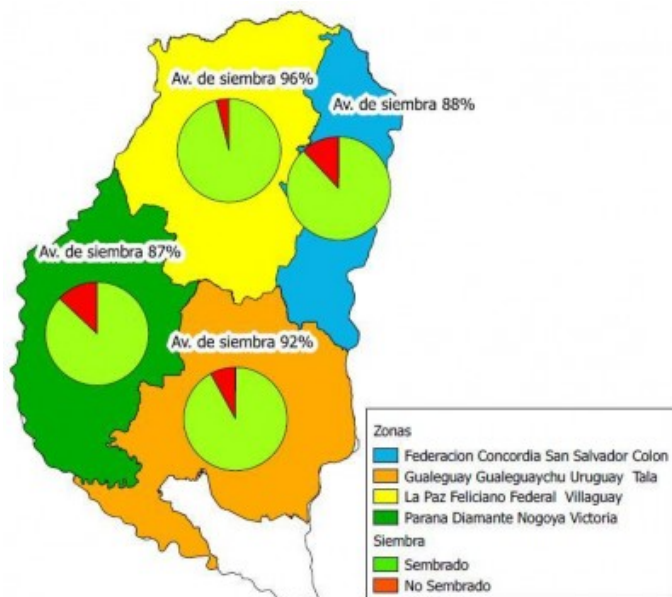 Av. de siembra 96%
Av. de siembra 88%
Av. de siembra 87%
Av. de siembra 92%
Zonas
Federacion Concordia San Salvador Colon
Gualeguay Gualeguaychu Uruguay Tala
La Paz Feliciano Federal Villaguay
Parana Diamante Nogoya Victoria
Siembra
Sembrado
No Sembrado